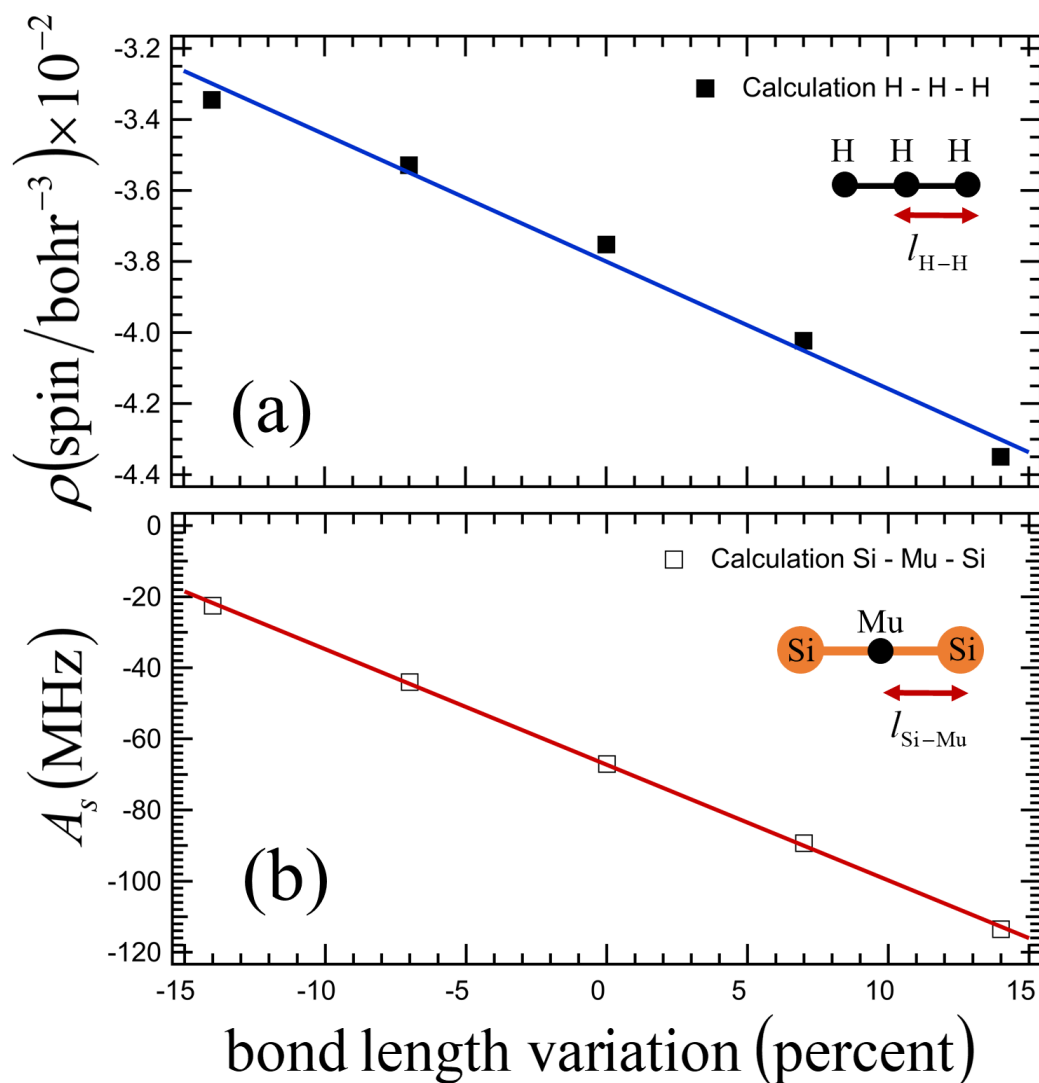 ρ(spin/bohr⁻³)×10⁻²
-3.2
-3.4
-3.6
-3.8
-4.0
-4.2
-4.4
Calculation H - H - H
H H H
l_H−H
(a)
A_s (MHz)
0
-20
-40
-60
-80
-100
-120
Calculation Si - Mu - Si
Mu
Si Si
l_Si−Mu
(b)
-15 -10 -5 0 5 10 15
bond length variation (percent)